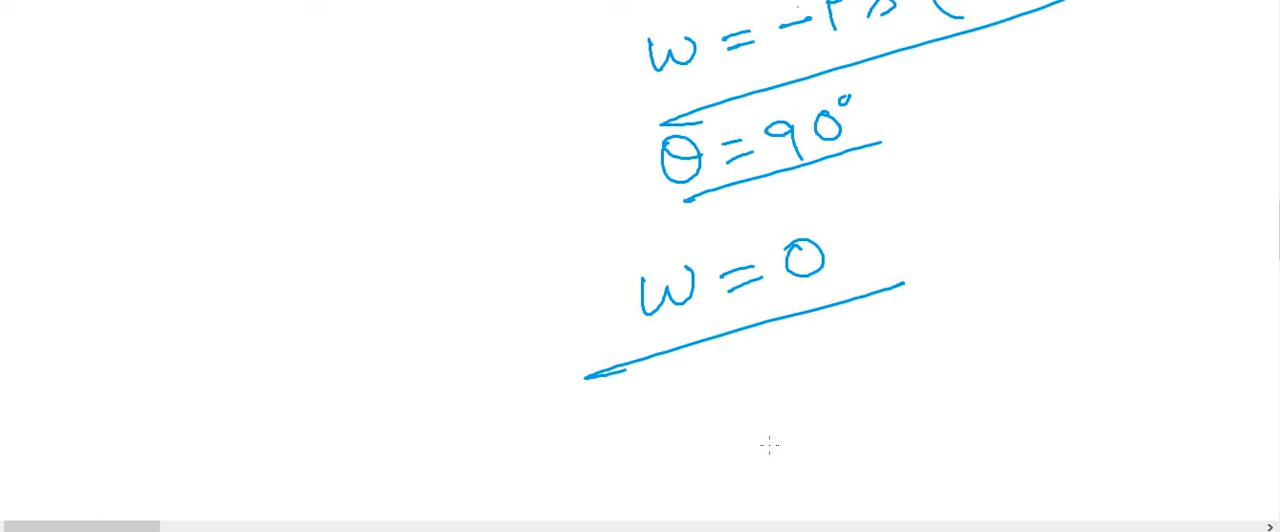 w = -
θ = 90°
w = 0